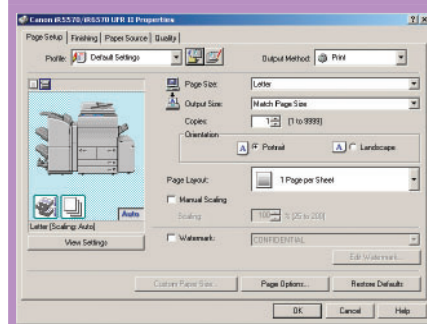 Canon iR5570/iR6570 UFR II Properties
Page Setup Finishing Paper Source Quality
Profile: Default Settings Output Method: Print
Page Size: Letter
Output Size: Match Page Size
Copies: 1 [1 to 9999]
Orientation
A Portrait A Landscape
Page Layout: 1 Page per Sheet
Auto
Manual Scaling
Letter [Scaling: Auto]
Scaling: 100 % [25 to 200]
View Settings
Watermark: CONFIDENTIAL
Edit Watermark...
Custom Paper Size... Page Options... Restore Defaults
OK Cancel Help